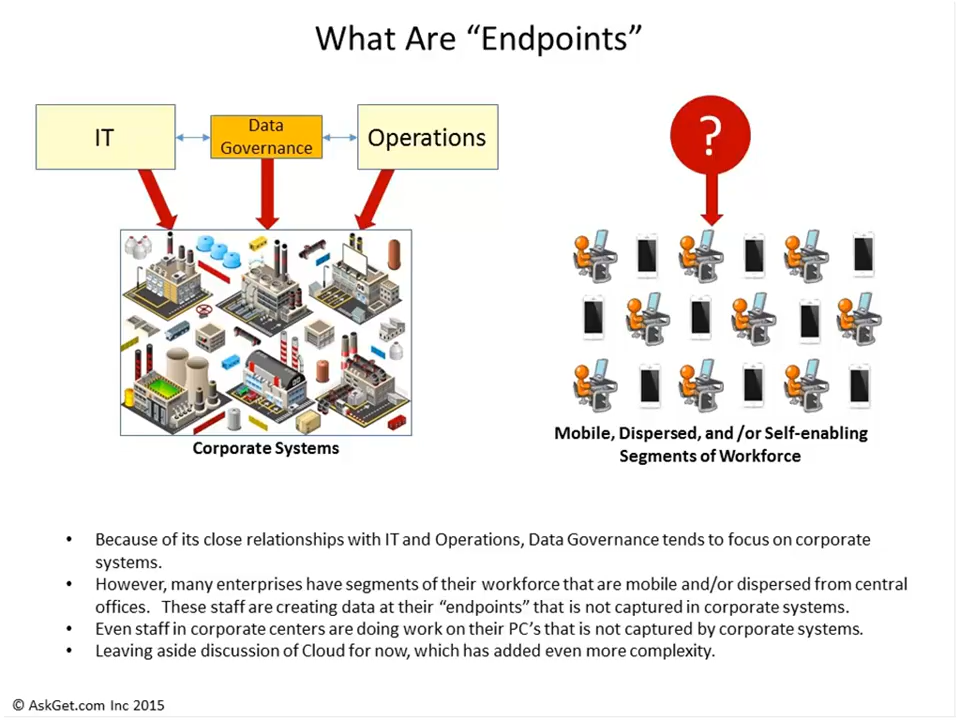 What Are “Endpoints”
IT
Data
Governance
Operations
?
Corporate Systems
Mobile, Dispersed, and /or Self-enabling
Segments of Workforce
• Because of its close relationships with IT and Operations, Data Governance tends to focus on corporate
systems.
• However, many enterprises have segments of their workforce that are mobile and/or dispersed from central
offices.  These staff are creating data at their “endpoints” that is not captured in corporate systems.
• Even staff in corporate centers are doing work on their PC’s that is not captured by corporate systems.
• Leaving aside discussion of Cloud for now, which has added even more complexity.
© AskGet.com Inc 2015